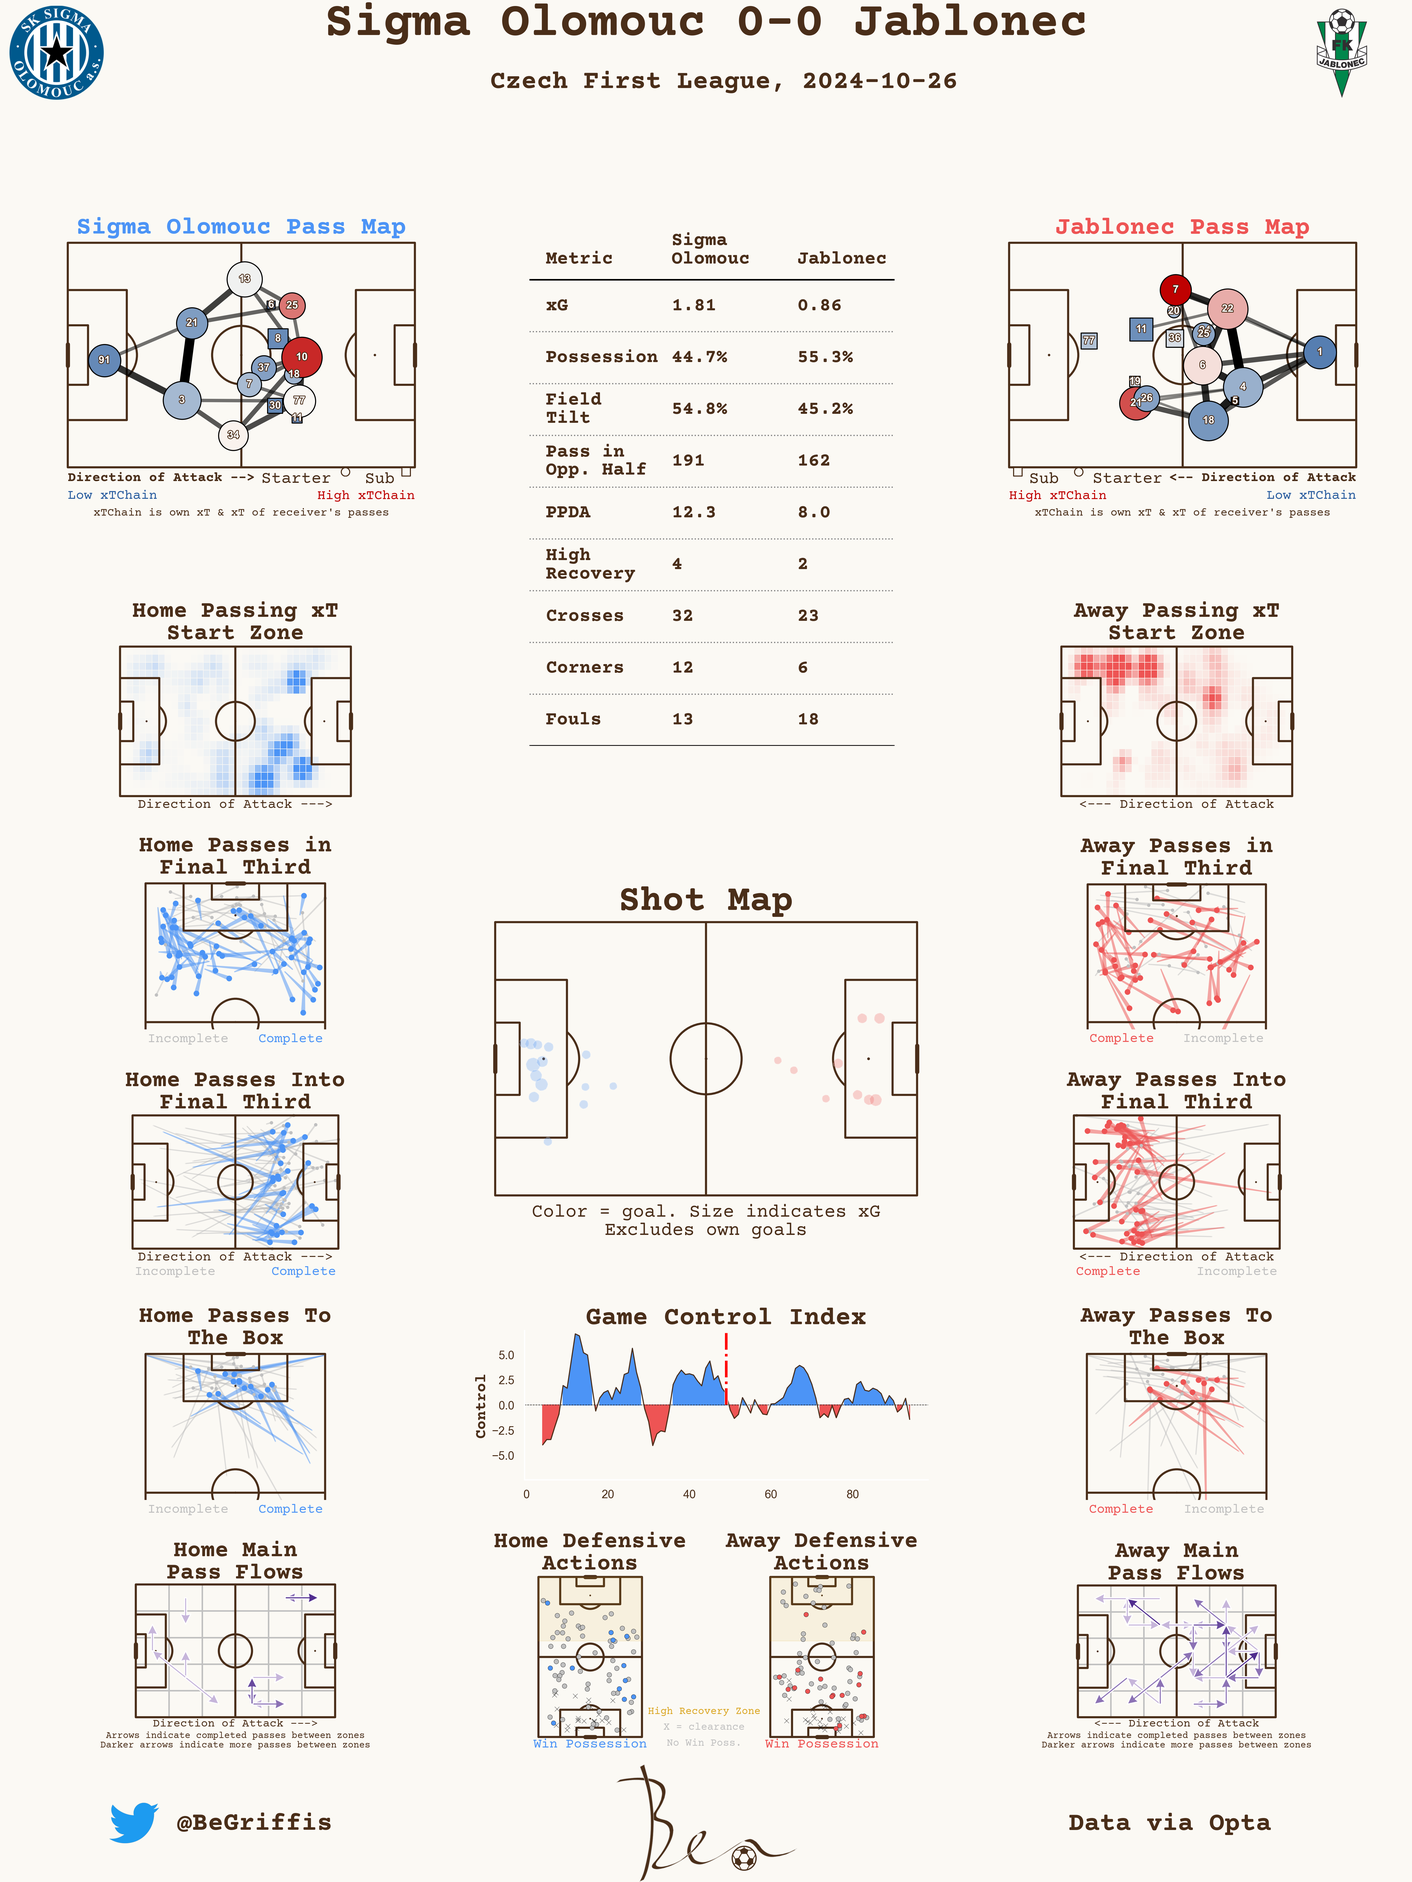 Sigma Olomouc 0-0 Jablonec
Czech First League, 2024-10-26
SK SIGMA
OLOMOUC a.s.
FK
JABLONEC
Sigma Olomouc Pass Map
13
6
25
21
8
91
10
37
18
7
3
77
30
11
34
Direction of Attack --> Starter Sub
Low xTChain High xTChain
xTChain is own xT & xT of receiver's passes
Metric Sigma Olomouc Jablonec
xG 1.81 0.86
Possession 44.7% 55.3%
Field Tilt 54.8% 45.2%
Pass in Opp. Half 191 162
PPDA 12.3 8.0
High Recovery 4 2
Crosses 32 23
Corners 12 6
Fouls 13 18
Jablonec Pass Map
7
20
22
11
25
77
36
1
6
19
4
21
26
5
18
Sub Starter <-- Direction of Attack
High xTChain Low xTChain
xTChain is own xT & xT of receiver's passes
Home Passing xT
Start Zone
Direction of Attack --->
Away Passing xT
Start Zone
<--- Direction of Attack
Home Passes in
Final Third
Incomplete Complete
Away Passes in
Final Third
Complete Incomplete
Shot Map
Color = goal. Size indicates xG
Excludes own goals
Home Passes Into
Final Third
Direction of Attack --->
Incomplete Complete
Away Passes Into
Final Third
<--- Direction of Attack
Complete Incomplete
Home Passes To
The Box
Incomplete Complete
Game Control Index
Control
5.0
2.5
0.0
−2.5
−5.0
0 20 40 60 80
Away Passes To
The Box
Complete Incomplete
Home Main
Pass Flows
Direction of Attack --->
Arrows indicate completed passes between zones
Darker arrows indicate more passes between zones
Home Defensive
Actions
Win Possession
High Recovery Zone
X = clearance
No Win Poss.
Away Defensive
Actions
Win Possession
Away Main
Pass Flows
<--- Direction of Attack
Arrows indicate completed passes between zones
Darker arrows indicate more passes between zones
@BeGriffis
Ben
Data via Opta